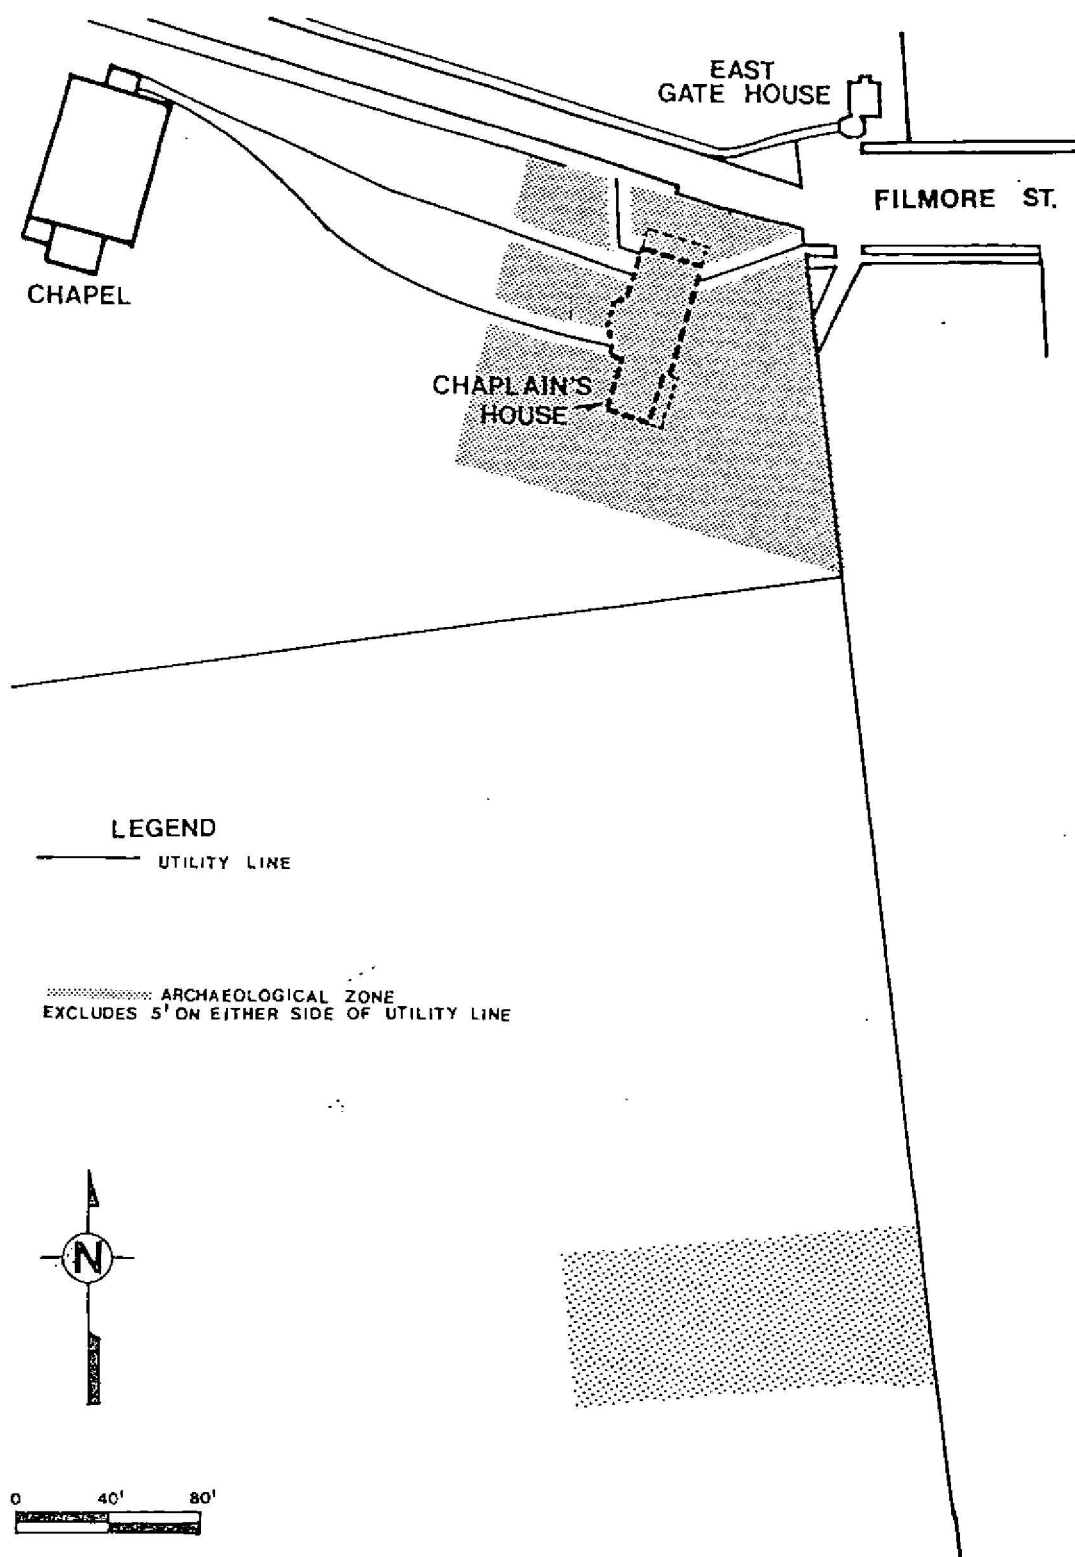 EAST
GATE HOUSE
FILMORE ST.
CHAPEL
CHAPLAIN'S
HOUSE
LEGEND
UTILITY LINE
ARCHAEOLOGICAL ZONE
EXCLUDES 5' ON EITHER SIDE OF UTILITY LINE
N
0 40' 80'